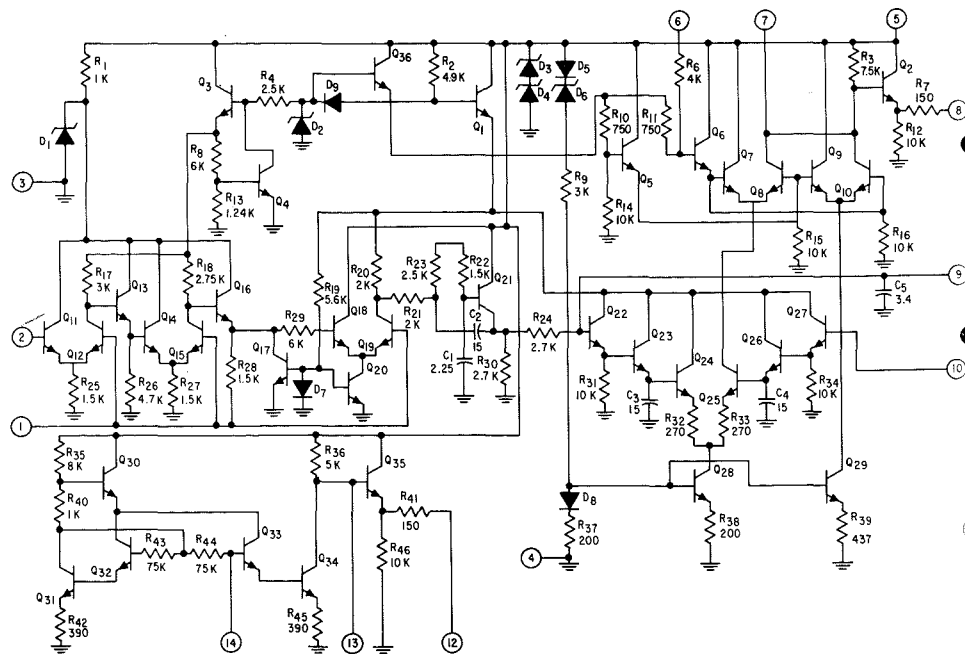 6
7
5
R1
1K
Q3
R4
2.5K
Q36
R2
4.9K
D9
D3
D5
R6
4K
R3
7.5K
Q2
R7
150
8
D1
D2
Q1
D4
D6
R10
750
R11
750
Q6
R12
10K
3
R8
6K
Q4
R9
3K
Q5
Q7
Q9
Q8
Q10
R13
1.24K
R14
10K
R15
10K
R16
10K
R17
3K
Q13
R18
2.75K
Q16
R19
5.6K
R20
2K
R23
2.5K
R22
1.5K
Q21
9
C5
3.4
Q11
Q14
R29
6K
Q18
R21
2K
C2
15
R24
2.7K
Q22
Q27
2
Q12
Q15
Q17
Q19
Q23
Q26
Q24
10
R25
1.5K
R26
4.7K
R27
1.5K
R28
1.5K
D7
Q20
C1
2.25
R30
2.7K
R31
10K
C3
15
Q25
C4
15
R34
10K
R32
270
R33
270
1
R35
8K
Q30
R36
5K
Q35
Q28
Q29
R40
1K
Q33
R41
150
D8
R43
75K
R44
75K
Q32
Q34
R46
10K
R37
200
R38
200
R39
437
4
Q31
R42
390
R45
390
14
13
12